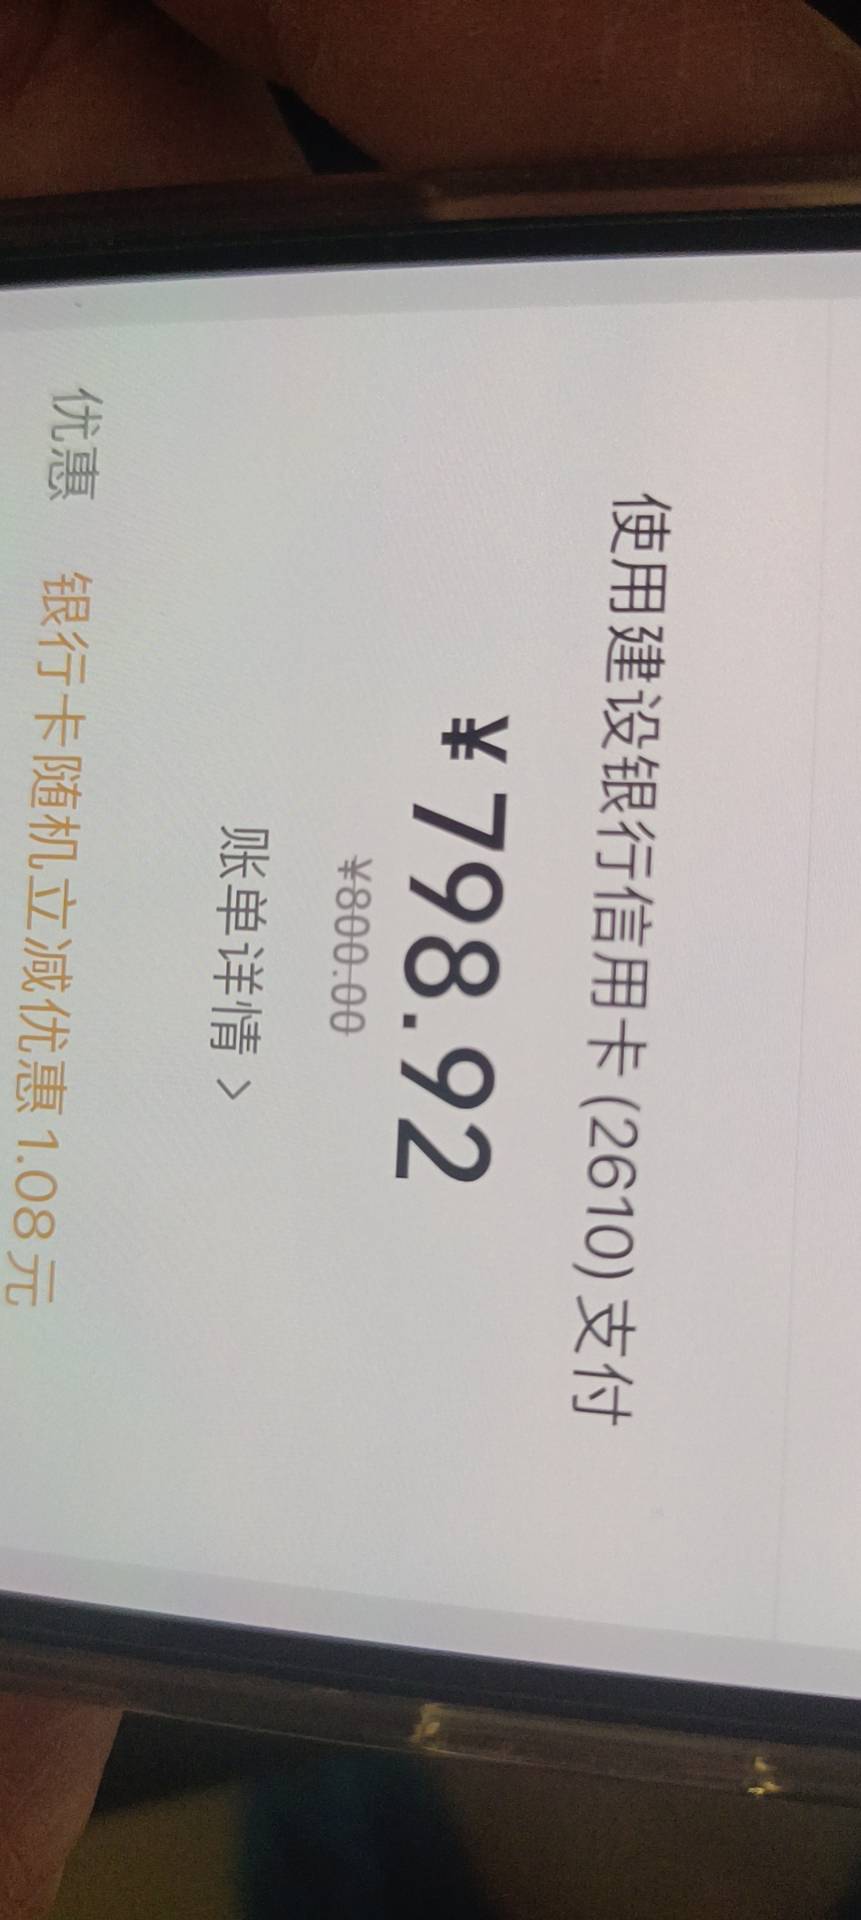 使用建设银行信用卡(2610)支付
¥798.92
¥800.00
账单详情 >
优惠 银行卡随机立减优惠1.08元